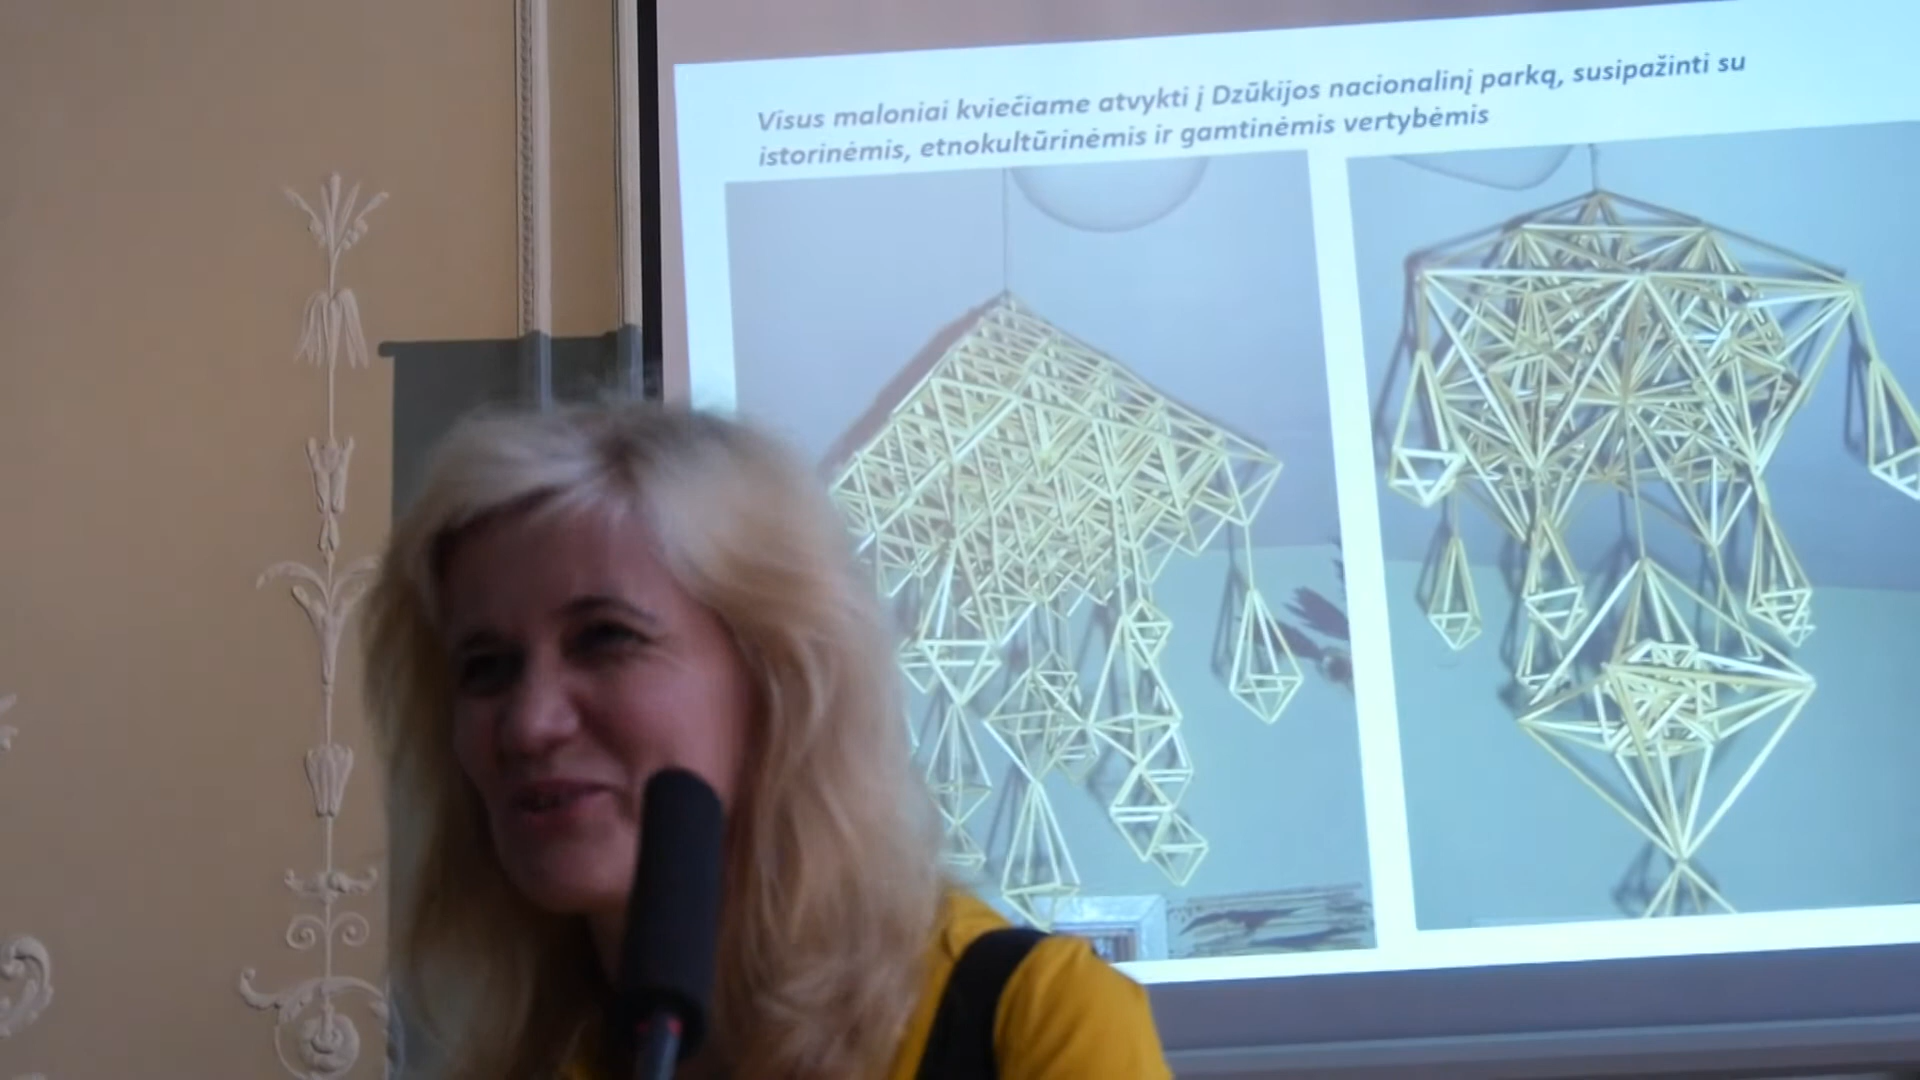 Visus maloniai kviečiame atvykti į Dzūkijos nacionalinį parką, susipažinti su
istorinėmis, etnokultūrinėmis ir gamtinėmis vertybėmis